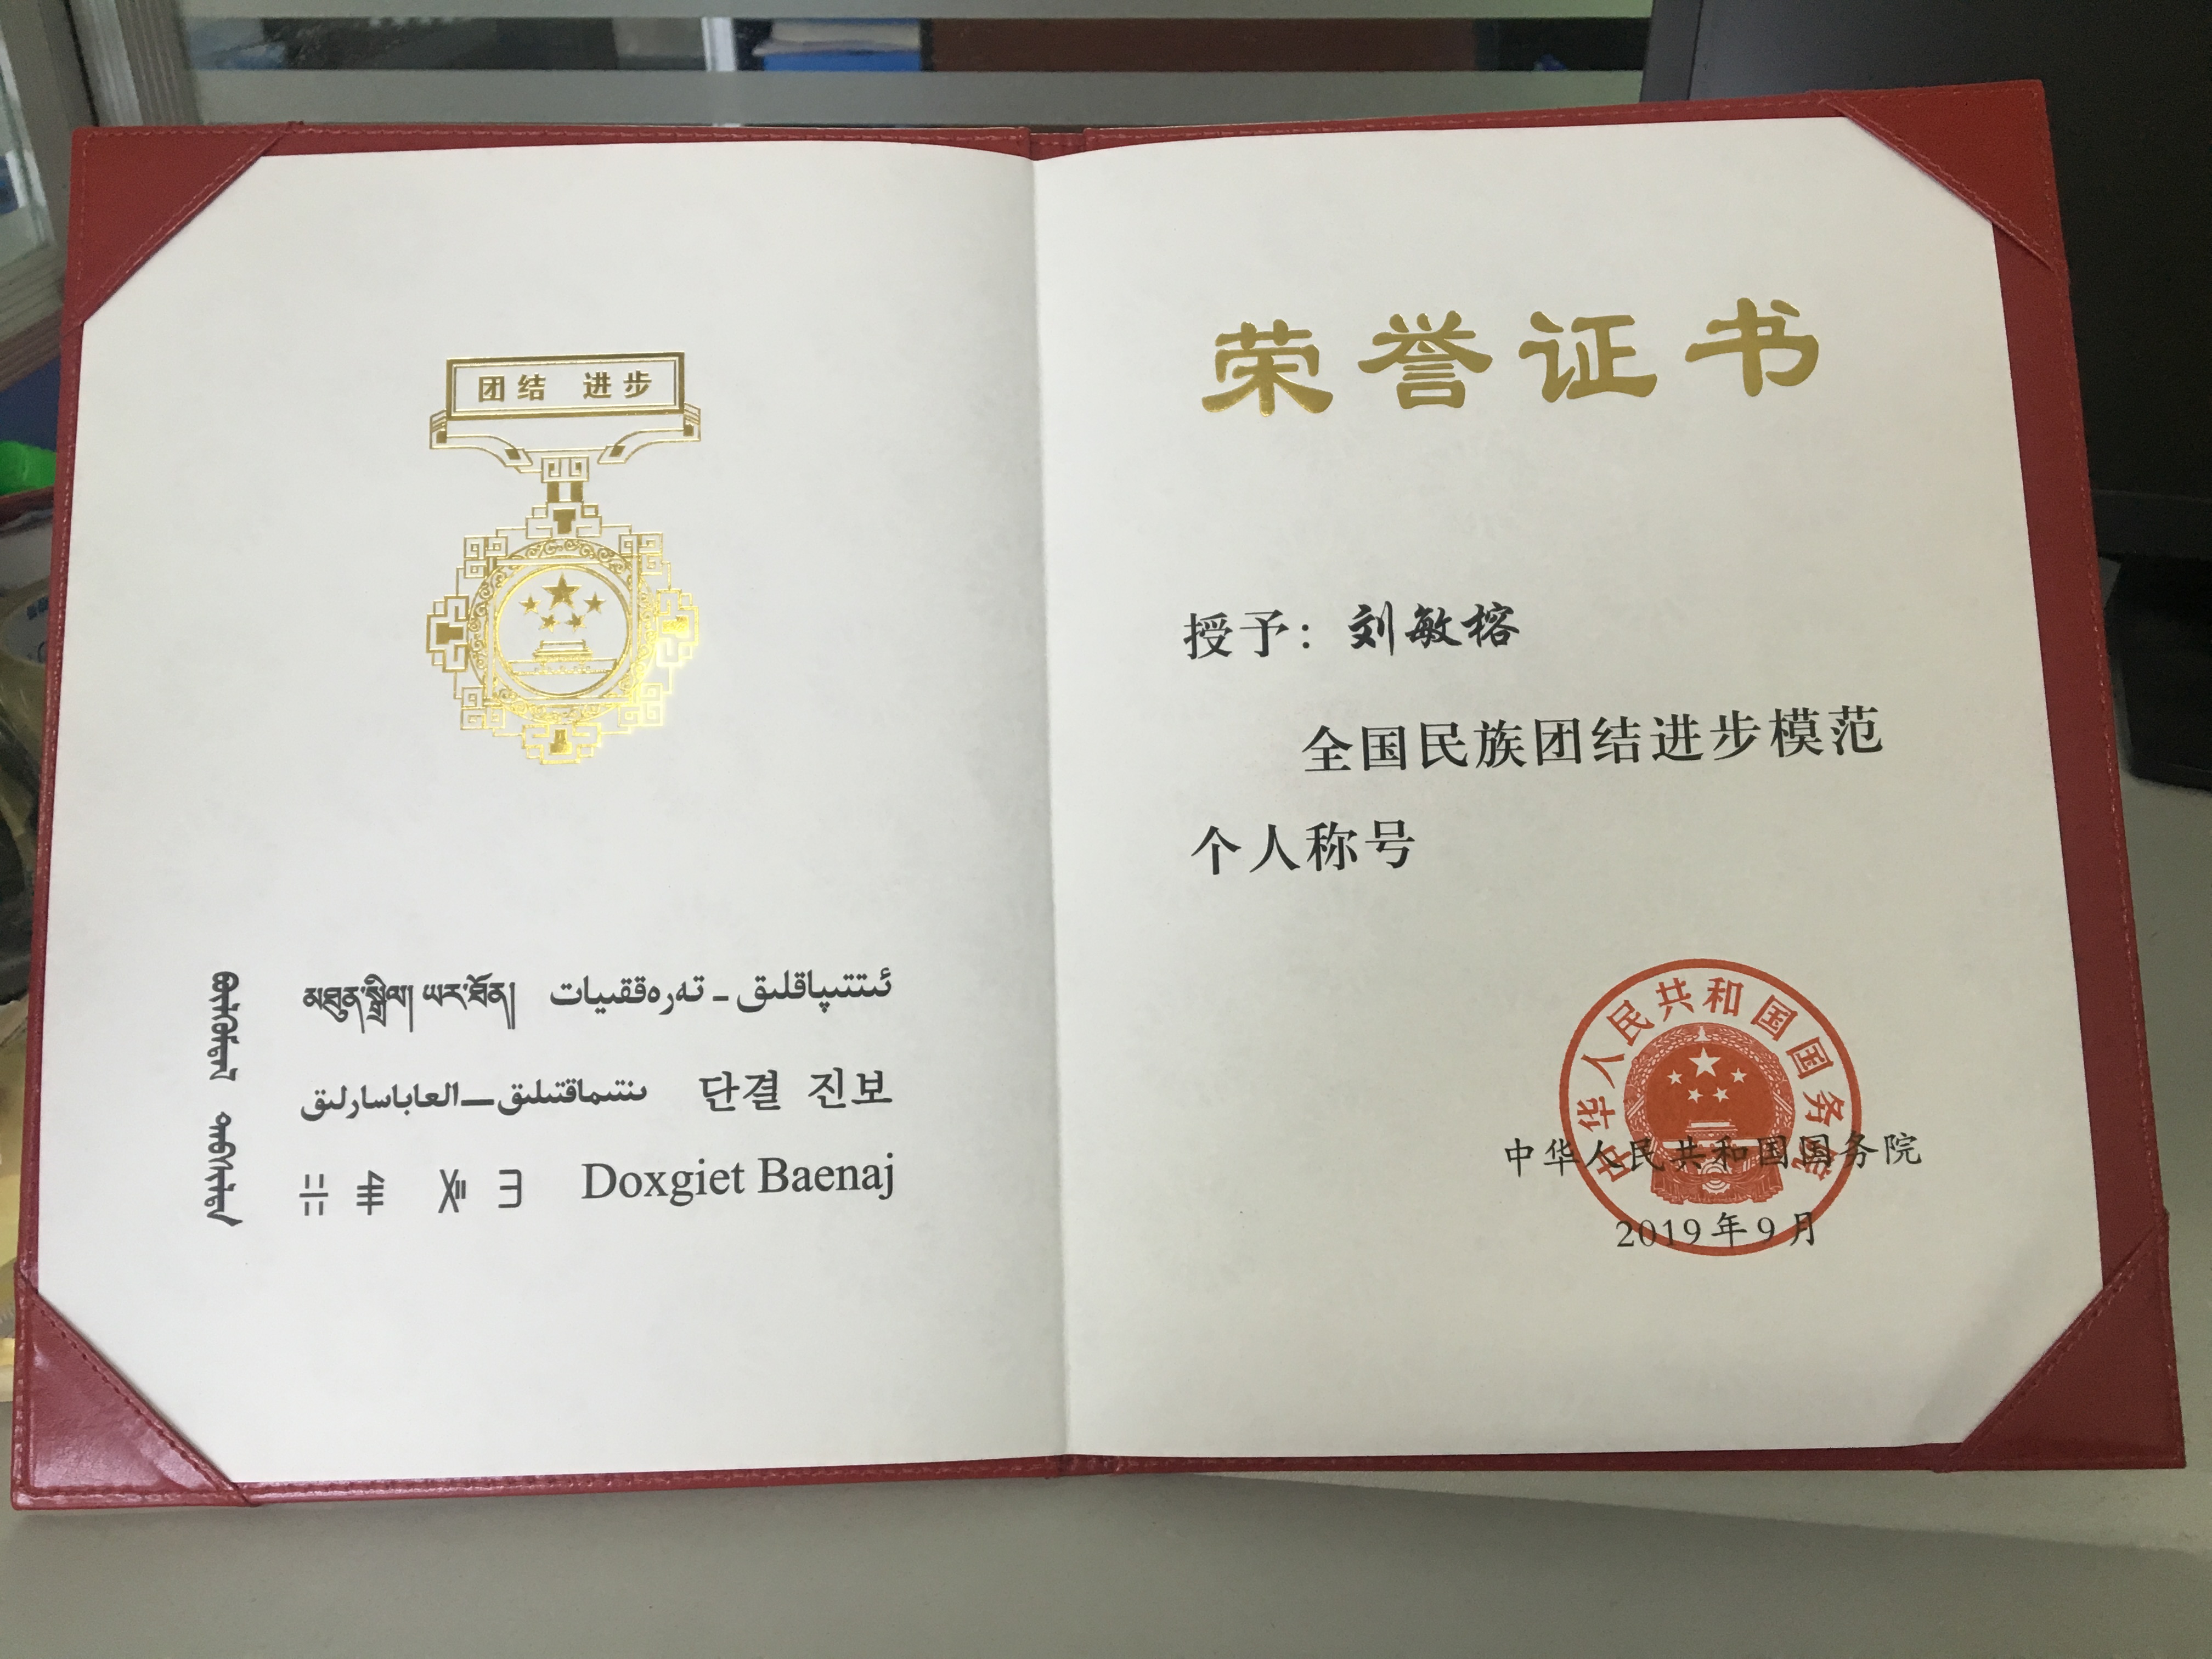 团结 进步
མཐུན་སྒྲིལ། ཡར་ཐོན།
ئىتتىپاقلىق - تەرەققىيات
단결 진보
Doxgiet Baenaj
荣誉证书
授予：刘敏榕
全国民族团结进步模范
个人称号
中华人民共和国国务院
中华人民共和国国务院
2019年9月